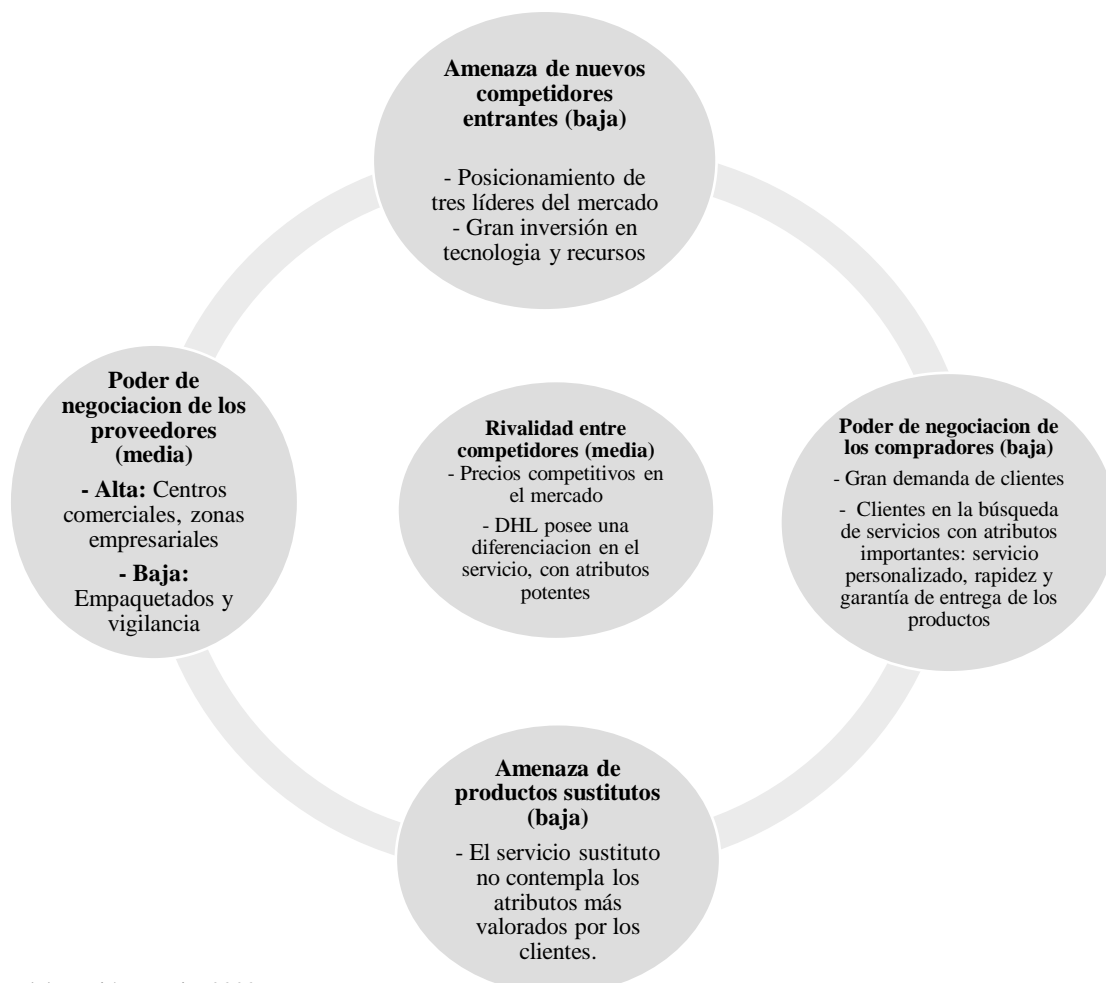 Amenaza de nuevos
competidores
entrantes (baja)
- Posicionamiento de
tres líderes del mercado
- Gran inversión en
tecnologia y recursos
Poder de
negociacion de los
proveedores
(media)
- Alta: Centros
comerciales, zonas
empresariales
- Baja:
Empaquetados y
vigilancia
Rivalidad entre
competidores (media)
- Precios competitivos en
el mercado
- DHL posee una
diferenciacion en el
servicio, con atributos
potentes
Poder de negociacion de
los compradores (baja)
- Gran demanda de clientes
- Clientes en la búsqueda
de servicios con atributos
importantes: servicio
personalizado, rapidez y
garantía de entrega de los
productos
Amenaza de
productos sustitutos
(baja)
- El servicio sustituto
no contempla los
atributos más
valorados por los
clientes.